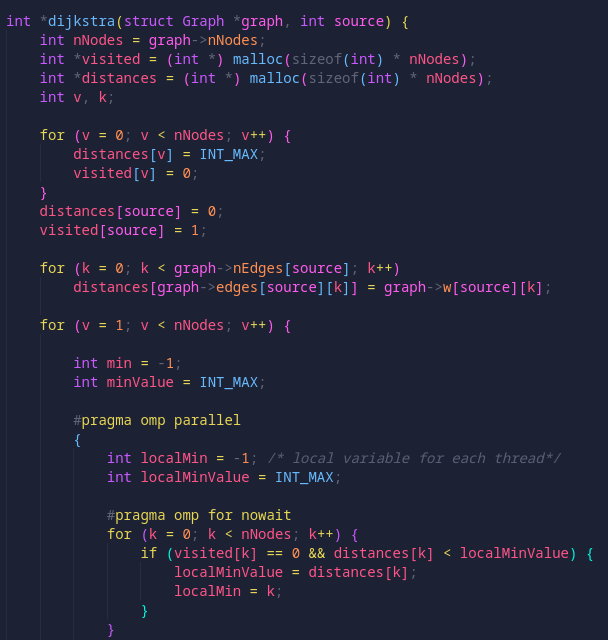 int *dijkstra(struct Graph *graph, int source) {
    int nNodes = graph->nNodes;
    int *visited = (int *) malloc(sizeof(int) * nNodes);
    int *distances = (int *) malloc(sizeof(int) * nNodes);
    int v, k;

    for (v = 0; v < nNodes; v++) {
        distances[v] = INT_MAX;
        visited[v] = 0;
    }
    distances[source] = 0;
    visited[source] = 1;

    for (k = 0; k < graph->nEdges[source]; k++)
        distances[graph->edges[source][k]] = graph->w[source][k];

    for (v = 1; v < nNodes; v++) {

        int min = -1;
        int minValue = INT_MAX;

        #pragma omp parallel
        {
            int localMin = -1; /* local variable for each thread*/
            int localMinValue = INT_MAX;

            #pragma omp for nowait
            for (k = 0; k < nNodes; k++) {
                if (visited[k] == 0 && distances[k] < localMinValue) {
                    localMinValue = distances[k];
                    localMin = k;
                }
            }